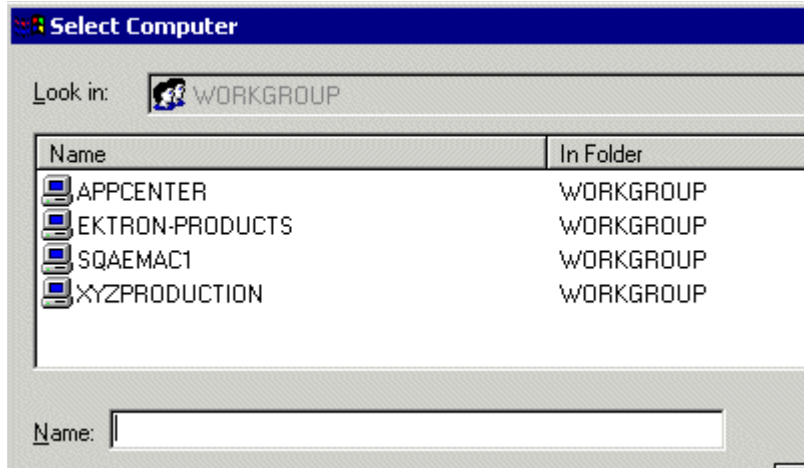 Select Computer
Look in: WORKGROUP
Name In Folder
APPCENTER WORKGROUP
EKTRON-PRODUCTS WORKGROUP
SQAEMAC1 WORKGROUP
XYZPRODUCTION WORKGROUP
Name: